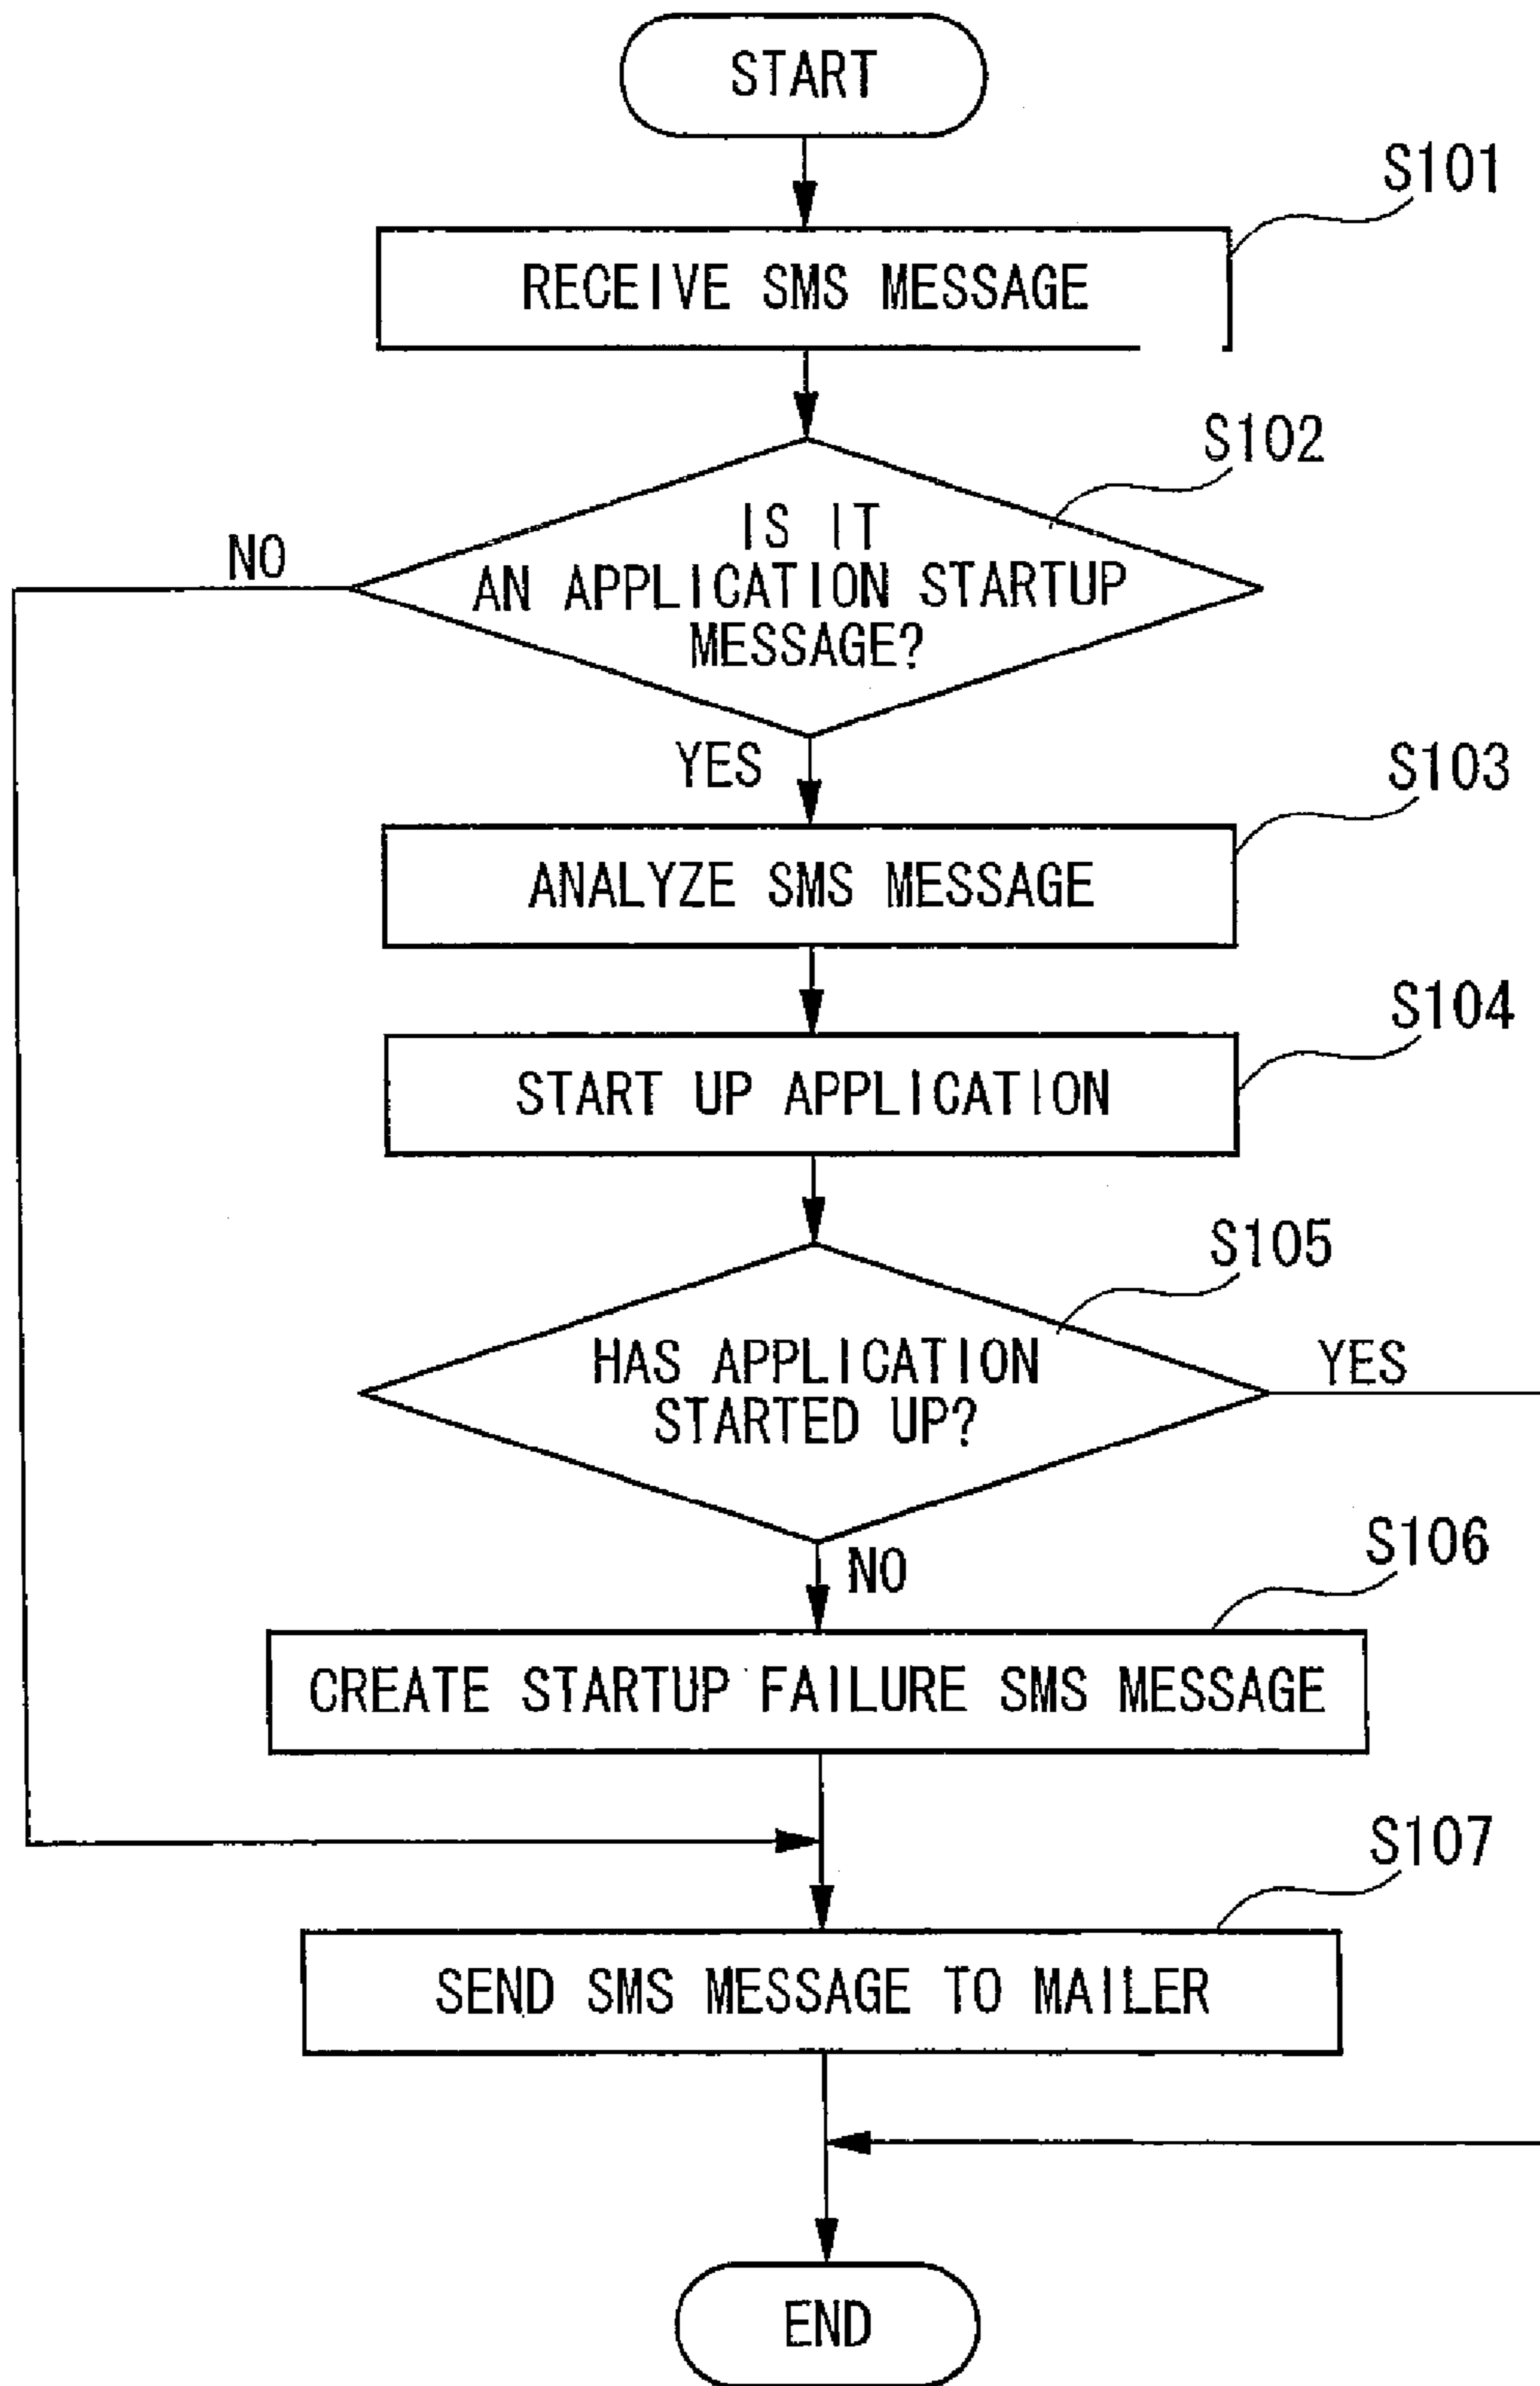 START
S101
RECEIVE SMS MESSAGE
S102
IS IT
AN APPLICATION STARTUP
MESSAGE?
NO
YES
S103
ANALYZE SMS MESSAGE
S104
START UP APPLICATION
S105
HAS APPLICATION
STARTED UP?
YES
NO
S106
CREATE STARTUP FAILURE SMS MESSAGE
S107
SEND SMS MESSAGE TO MAILER
END